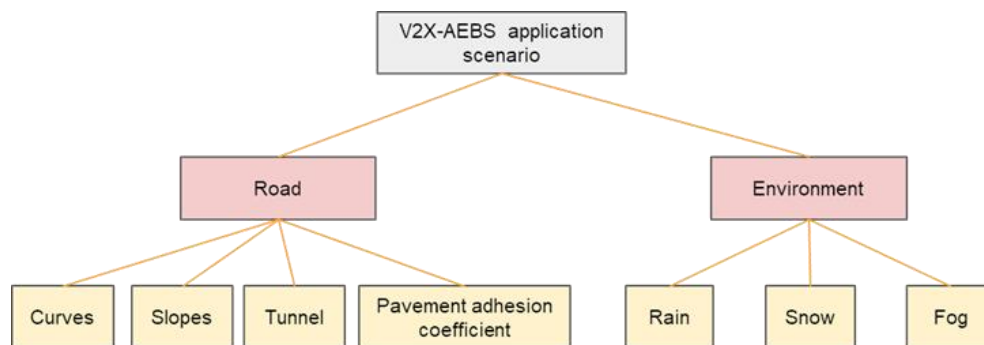 V2X-AEBS application
scenario
Road
Environment
Curves
Slopes
Tunnel
Pavement adhesion
coefficient
Rain
Snow
Fog